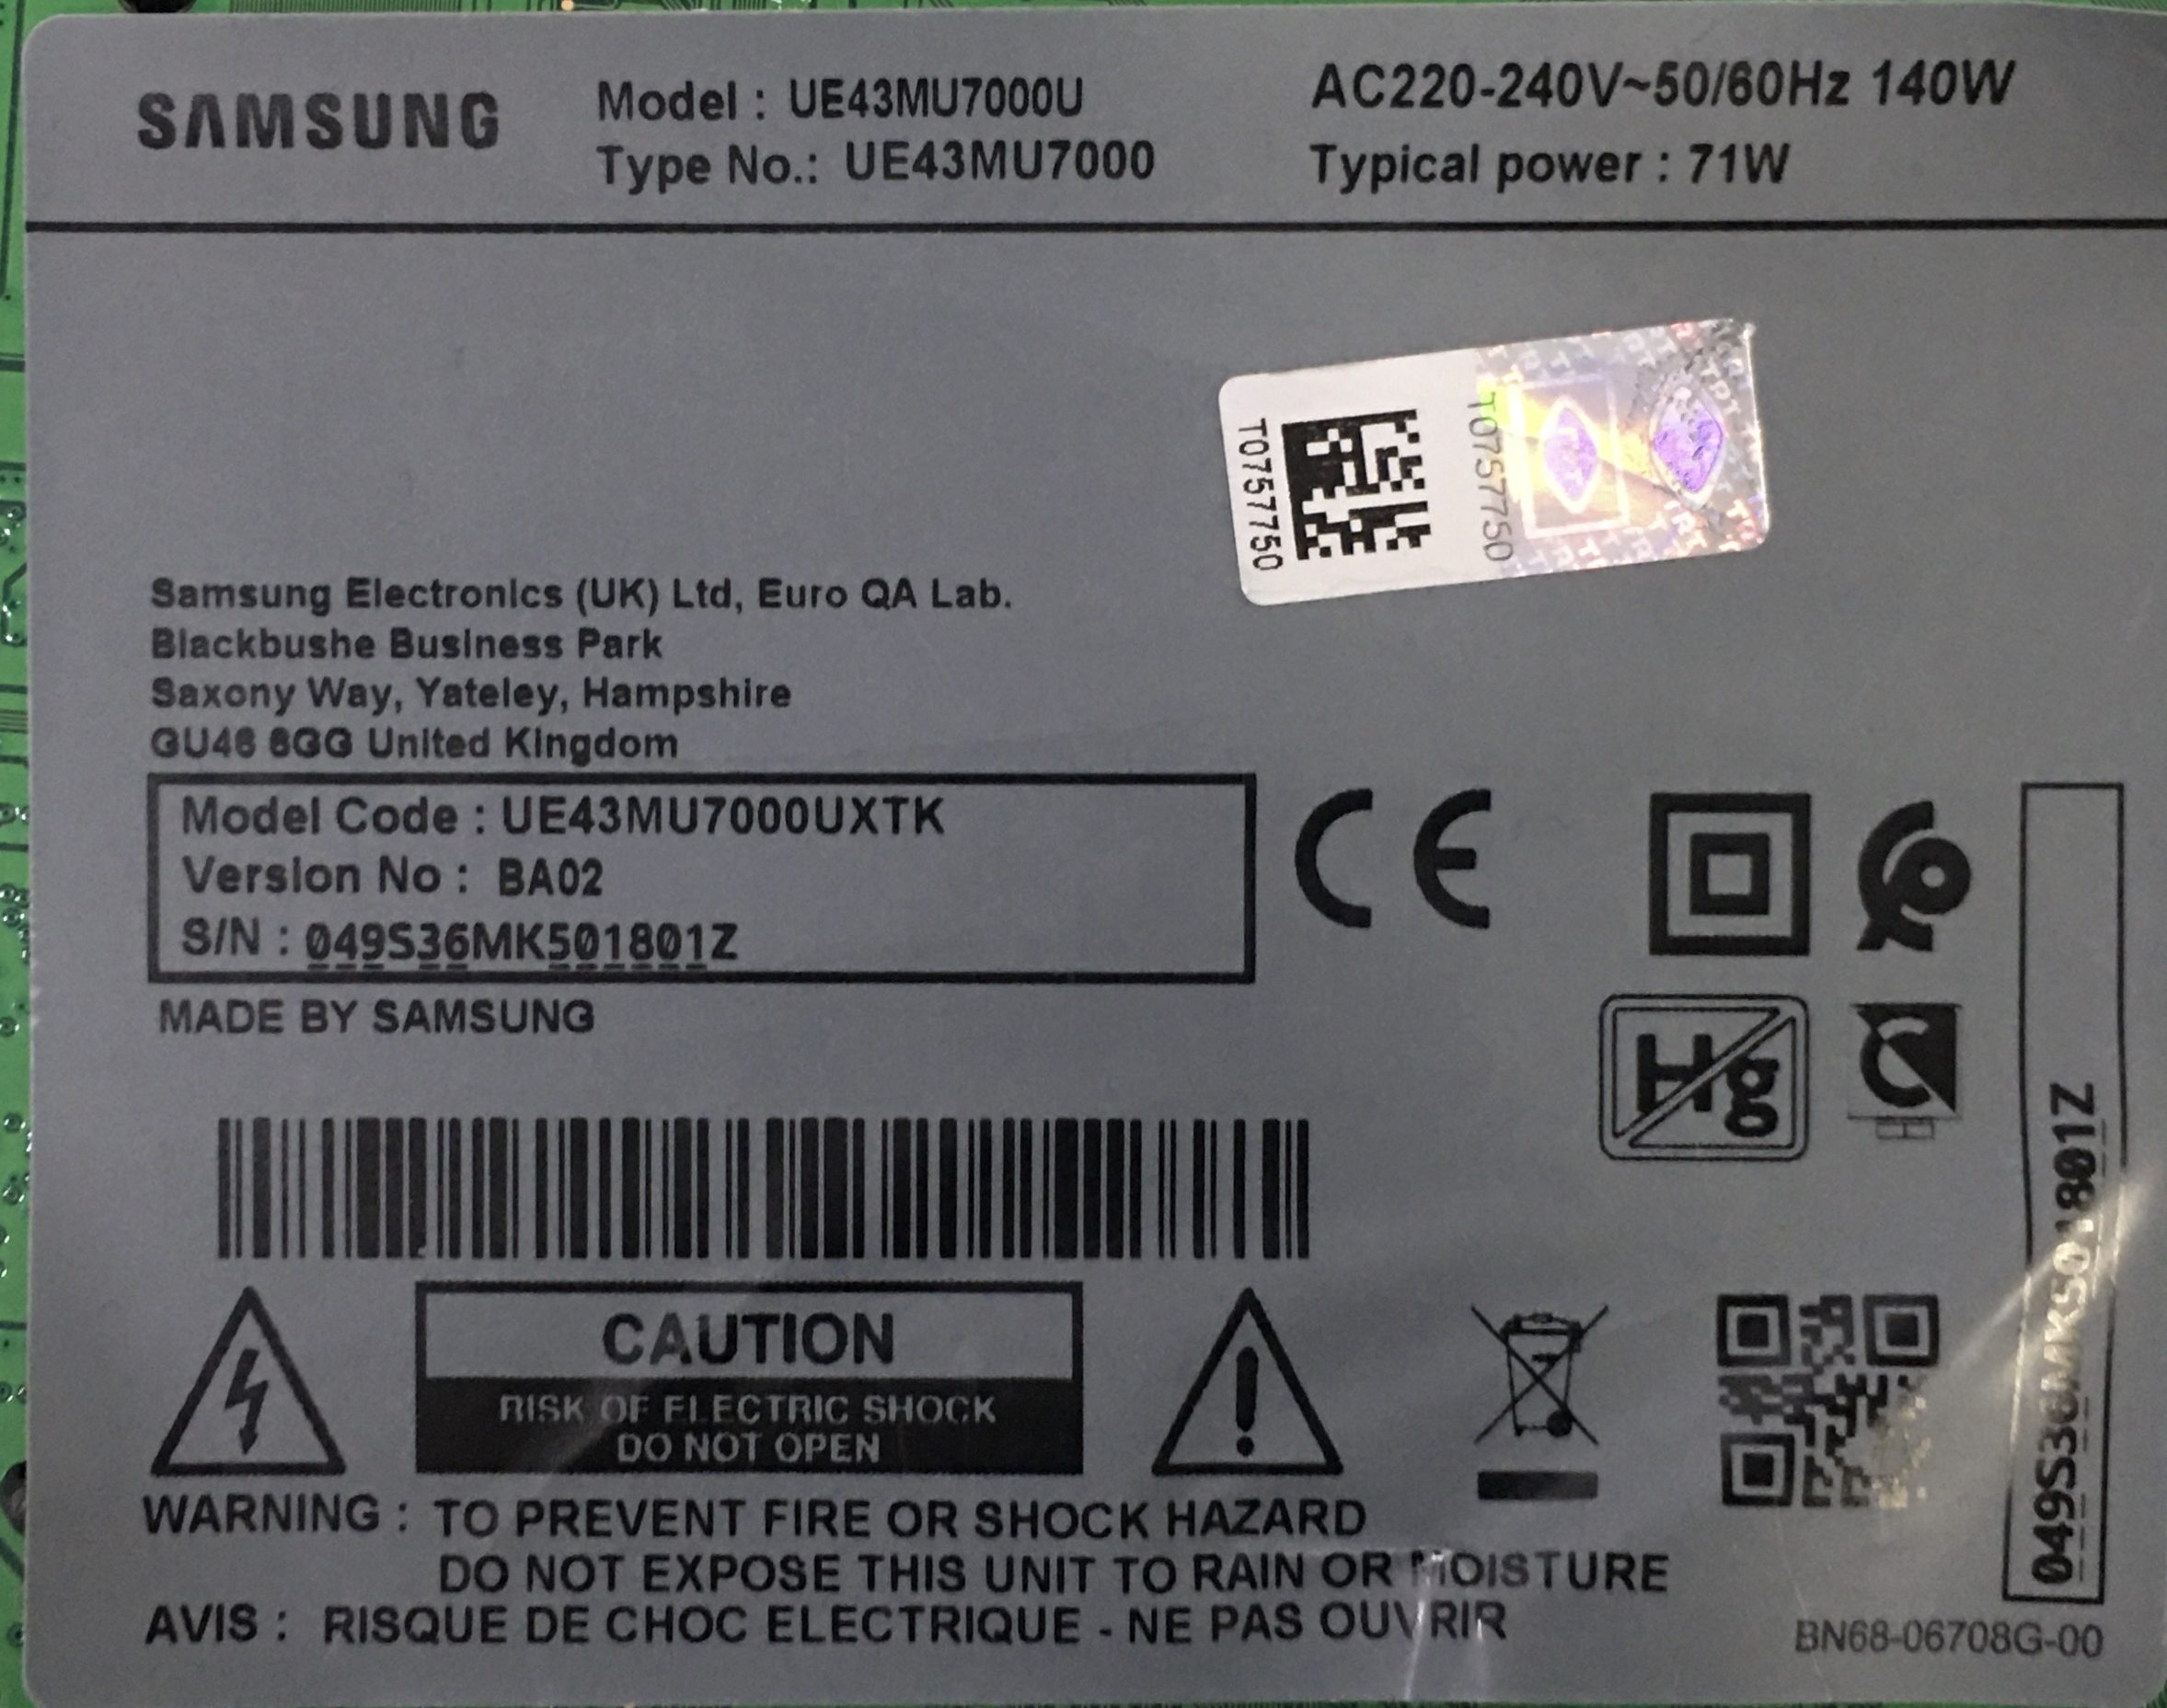 SAMSUNG
Model : UE43MU7000U
Type No.: UE43MU7000
AC220-240V~50/60Hz 140W
Typical power : 71W
T0757750
T0757750
TRT
Samsung Electronics (UK) Ltd, Euro QA Lab.
Blackbushe Business Park
Saxony Way, Yateley, Hampshire
GU46 6GG United Kingdom
Model Code : UE43MU7000UXTK
Version No : BA02
S/N : 049S36MK501801Z
MADE BY SAMSUNG
CE
Hg
049S36MK501801Z
CAUTION
RISK OF ELECTRIC SHOCK
DO NOT OPEN
WARNING : TO PREVENT FIRE OR SHOCK HAZARD
DO NOT EXPOSE THIS UNIT TO RAIN OR MOISTURE
AVIS : RISQUE DE CHOC ELECTRIQUE - NE PAS OUVRIR
BN68-06708G-00